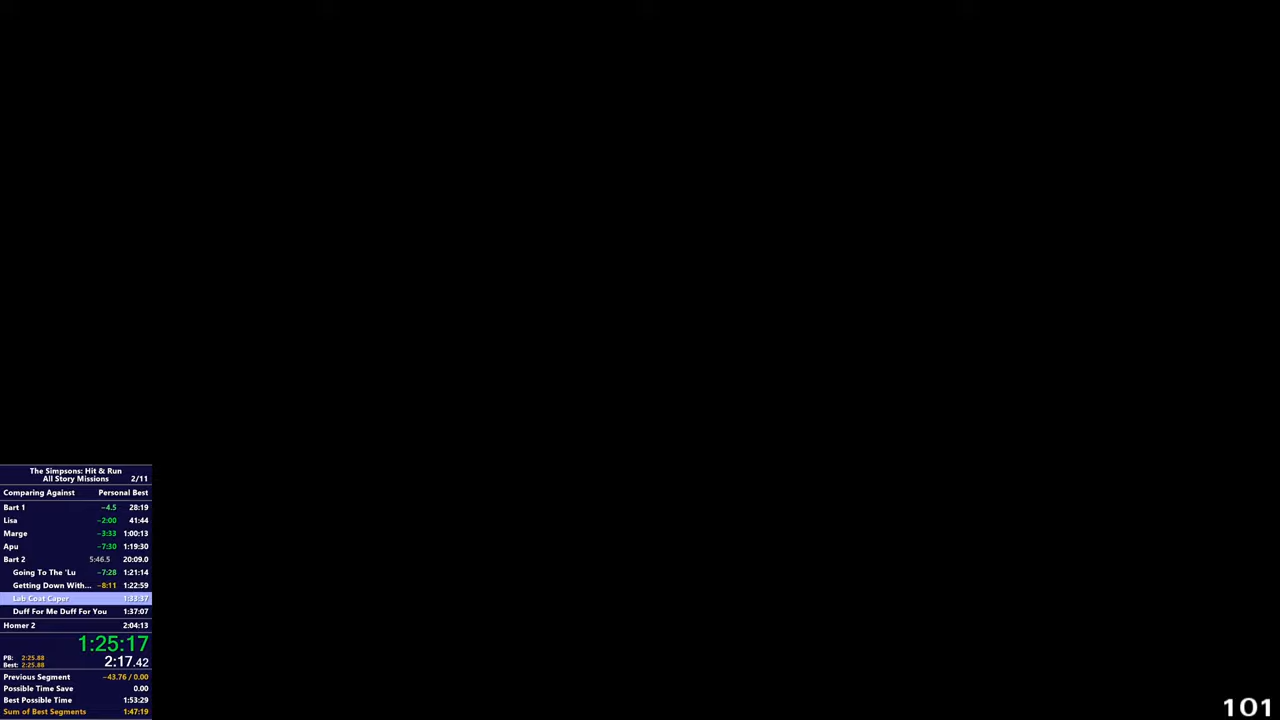 The Simpsons: Hit & Run
All Story Missions 2/11
Comparing Against Personal Best
Bart 1 −4.5 28:19
Lisa −2:00 41:44
Marge −3:33 1:00:13
Apu −7:30 1:19:30
Bart 2 5:46.5 20:09.0
Going To The 'Lu −7:28 1:21:14
Getting Down With... −8:11 1:22:59
Lab Coat Caper 1:33:37
Duff For Me Duff For You 1:37:07
Homer 2 2:04:13
1:25:17
PB: 2:25.88
Best: 2:25.88 2:17.42
Previous Segment −43.76 / 0.00
Possible Time Save 0.00
Best Possible Time 1:53:29
Sum of Best Segments 1:47:19
101